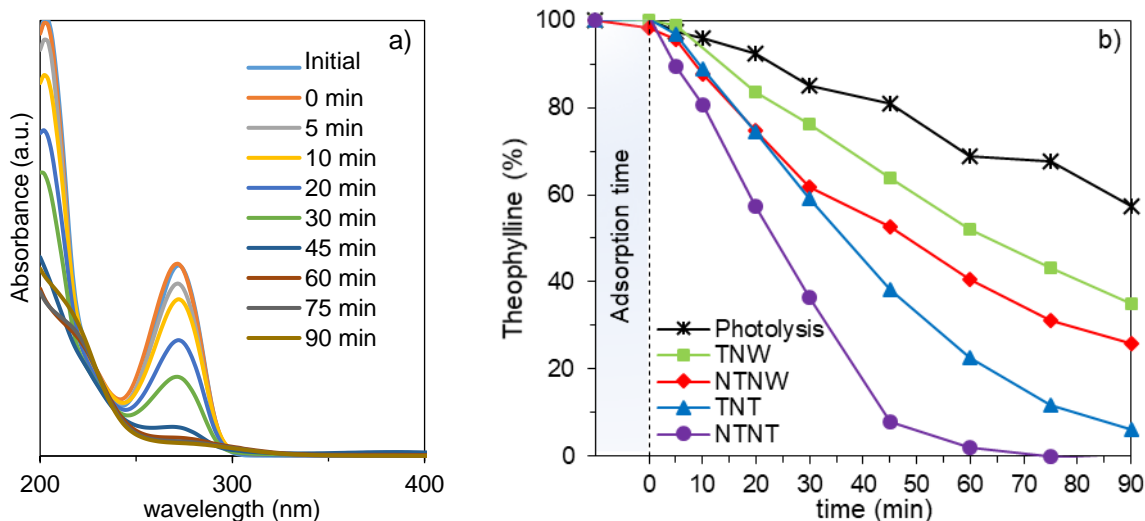 a)
Absorbance (a.u.)
Initial
0 min
5 min
10 min
20 min
30 min
45 min
60 min
75 min
90 min
200
300
400
wavelength (nm)
b)
Theophylline (%)
100
80
60
40
20
0
Adsorption time
Photolysis
TNW
NTNW
TNT
NTNT
0 10 20 30 40 50 60 70 80 90
time (min)